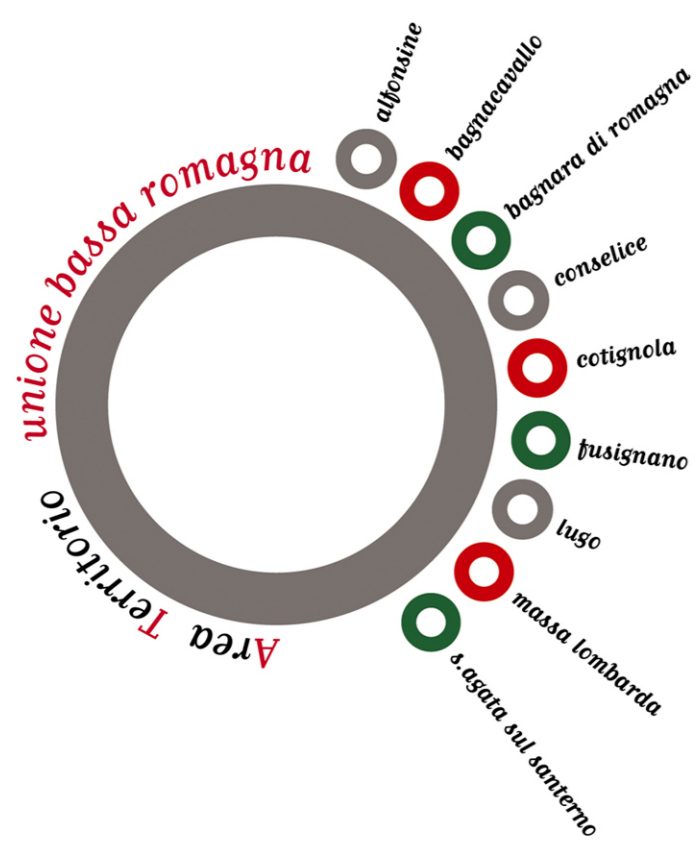 unione bassa romagna
alfonsine
bagnacavallo
bagnara di romagna
conselice
cotignola
fusignano
lugo
massa lombarda
s.agata sul santerno
Area Territorio